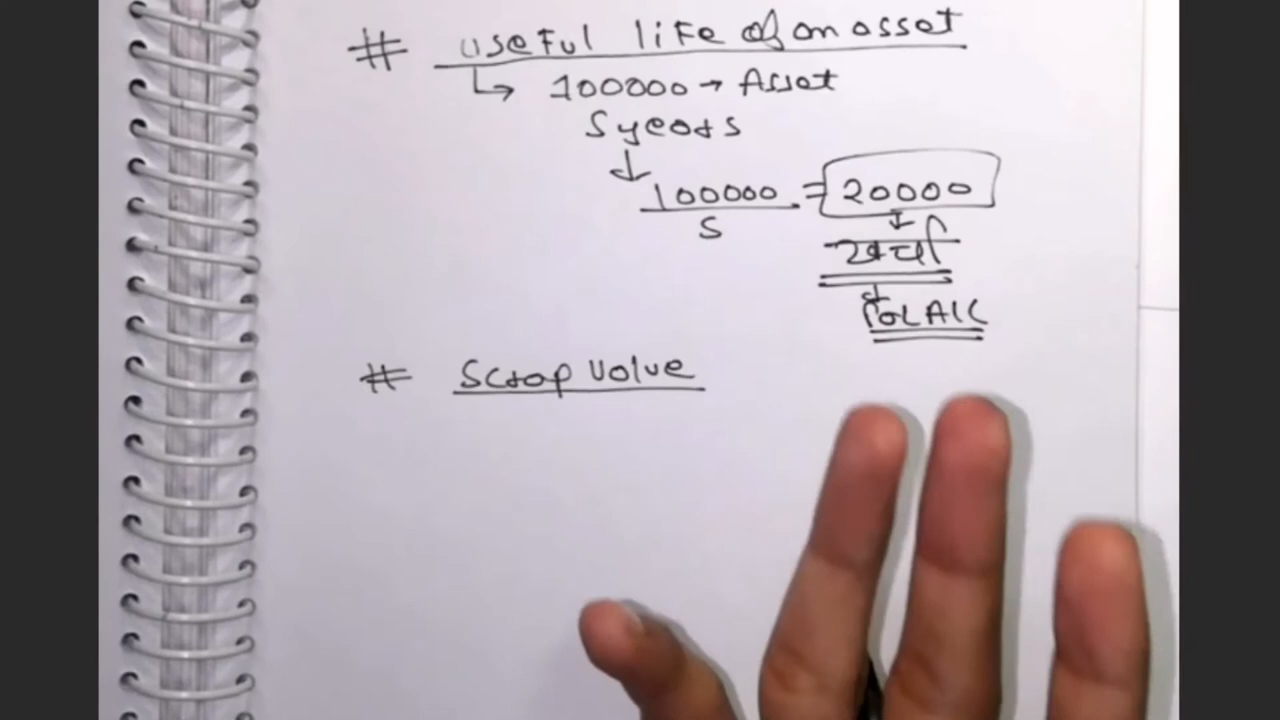 # useful life of an asset
↳ 100000 → Asset
5 years
↓
100000 / 5 = 20000
↓
खर्चा
↓
P&L A/C
# Scrap Value